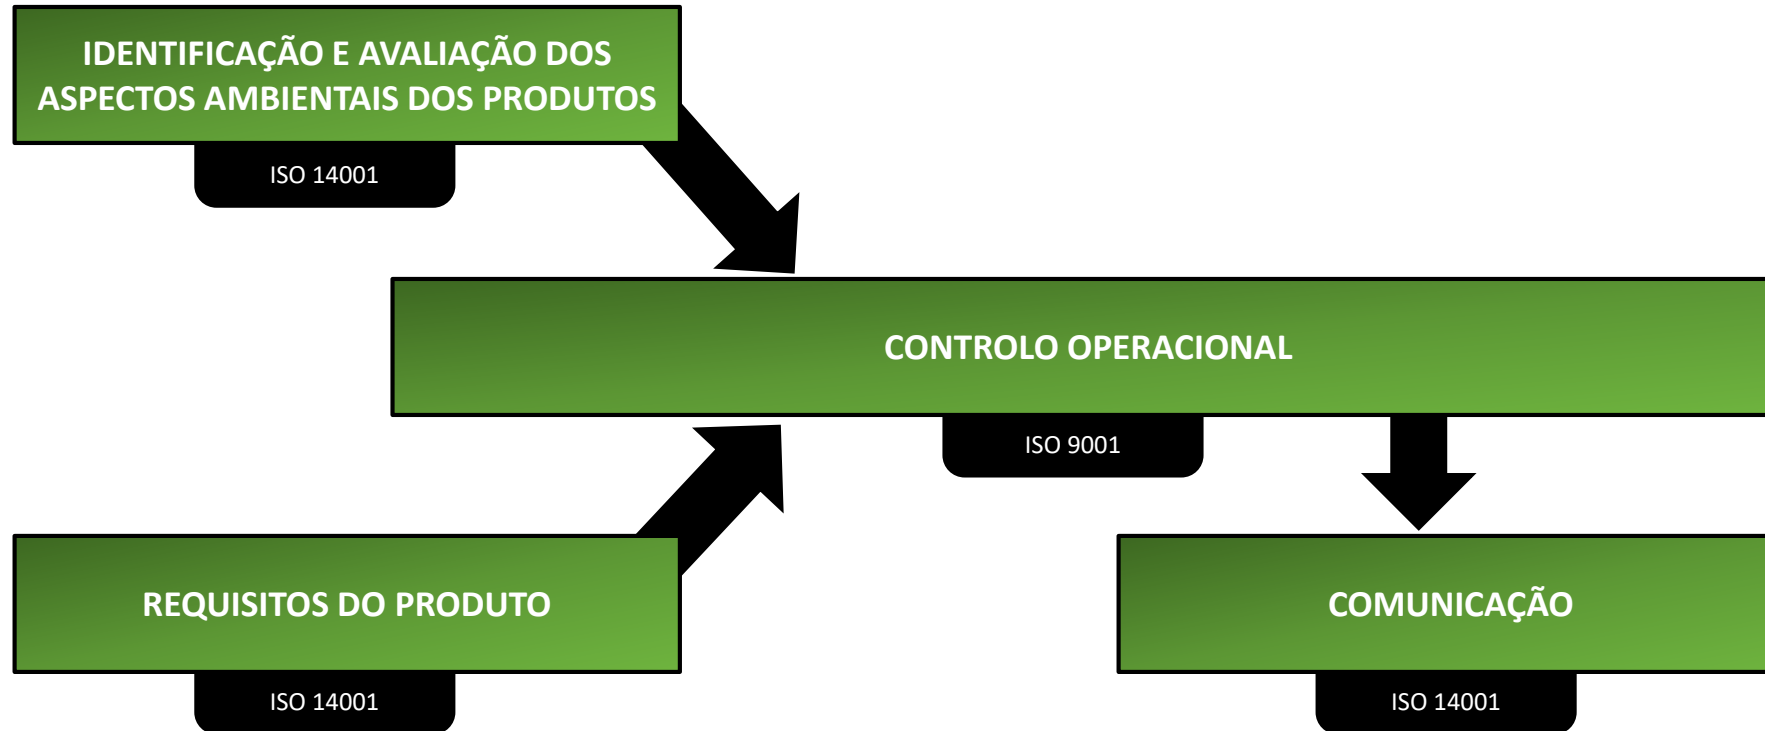 IDENTIFICAÇÃO E AVALIAÇÃO DOS
ASPECTOS AMBIENTAIS DOS PRODUTOS
ISO 14001
CONTROLO OPERACIONAL
ISO 9001
REQUISITOS DO PRODUTO
ISO 14001
COMUNICAÇÃO
ISO 14001